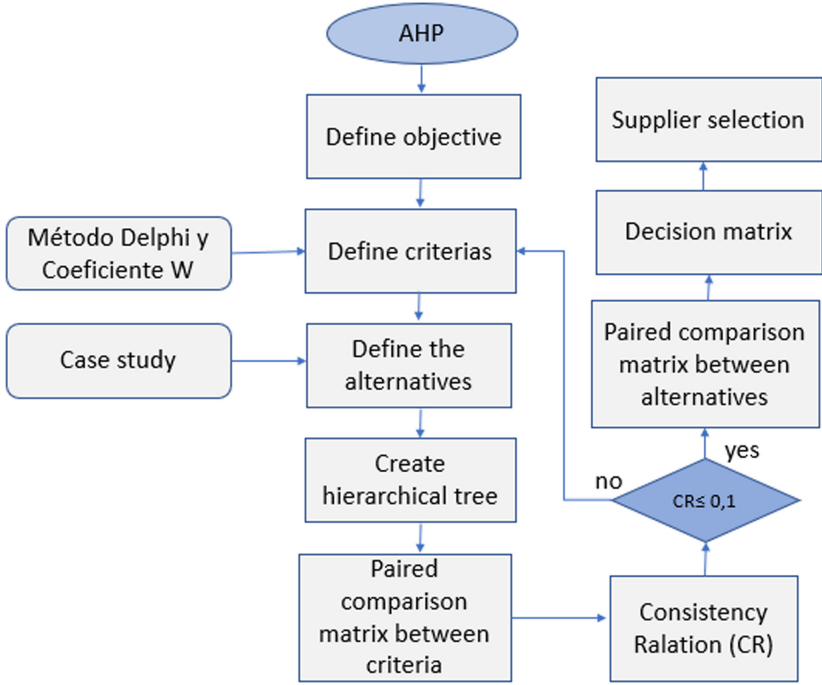 AHP
Define objective
Método Delphi y
Coeficiente W
Define criterias
Case study
Define the
alternatives
Create
hierarchical tree
Paired
comparison
matrix between
criteria
Consistency
Ralation (CR)
CR≤ 0,1
no
yes
Paired comparison
matrix between
alternatives
Decision matrix
Supplier selection